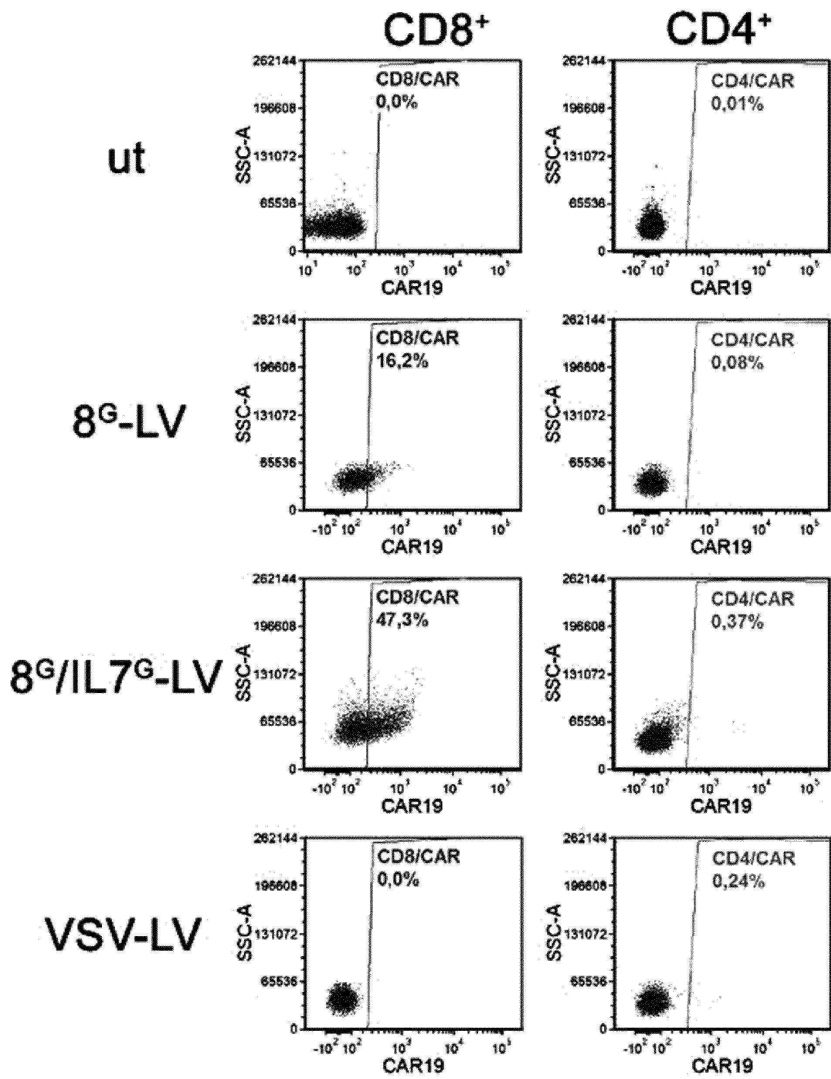 CD8⁺ CD4⁺
ut
262144
196608
131072
65536
0
SSC-A
CD8/CAR
0,0%
10¹ 10² 10³ 10⁴ 10⁵
CAR19
262144
196608
131072
65536
0
SSC-A
CD4/CAR
0,01%
-10² 10² 10³ 10⁴ 10⁵
CAR19
8ᴳ-LV
262144
196608
131072
65536
0
SSC-A
CD8/CAR
16,2%
-10² 10² 10³ 10⁴ 10⁵
CAR19
262144
196608
131072
65536
0
SSC-A
CD4/CAR
0,08%
-10² 10² 10³ 10⁴ 10⁵
CAR19
8ᴳ/IL7ᴳ-LV
262144
196608
131072
65536
0
SSC-A
CD8/CAR
47,3%
-10² 10² 10³ 10⁴ 10⁵
CAR19
262144
196608
131072
65536
0
SSC-A
CD4/CAR
0,37%
-10² 10³ 10⁴ 10⁵
CAR19
VSV-LV
262144
196608
131072
65536
0
SSC-A
CD8/CAR
0,0%
-10² 10² 10³ 10⁴ 10⁵
CAR19
262144
196608
131072
65536
0
SSC-A
CD4/CAR
0,24%
-10² 10² 10³ 10⁴ 10⁵
CAR19